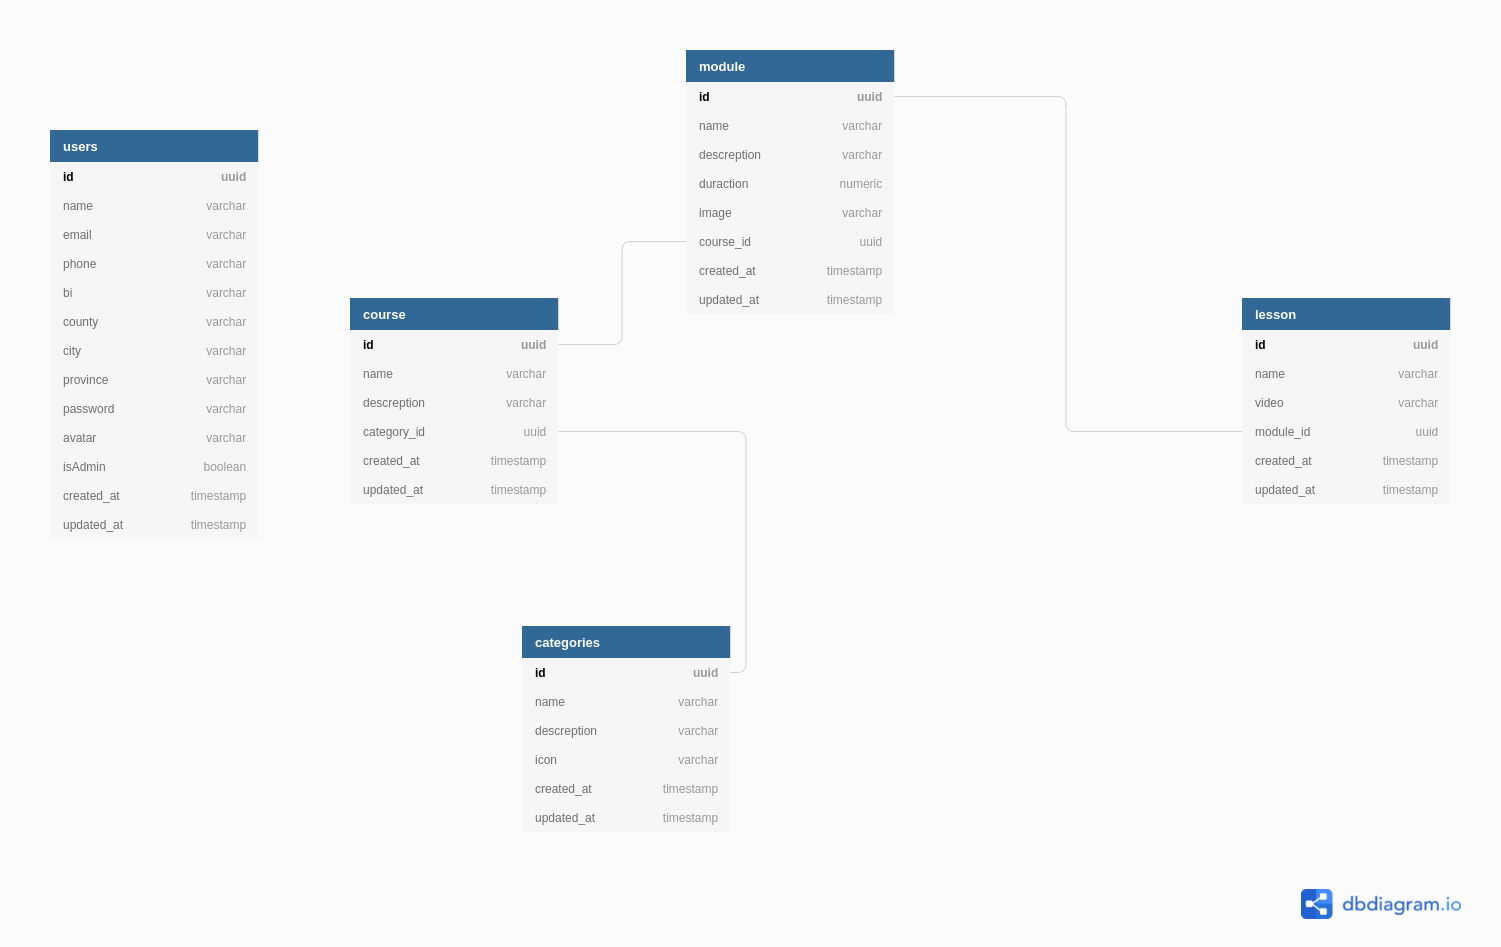 users
id uuid
name varchar
email varchar
phone varchar
bi varchar
county varchar
city varchar
province varchar
password varchar
avatar varchar
isAdmin boolean
created_at timestamp
updated_at timestamp
course
id uuid
name varchar
descreption varchar
category_id uuid
created_at timestamp
updated_at timestamp
module
id uuid
name varchar
descreption varchar
duraction numeric
image varchar
course_id uuid
created_at timestamp
updated_at timestamp
lesson
id uuid
name varchar
video varchar
module_id uuid
created_at timestamp
updated_at timestamp
categories
id uuid
name varchar
descreption varchar
icon varchar
created_at timestamp
updated_at timestamp
dbdiagram.io